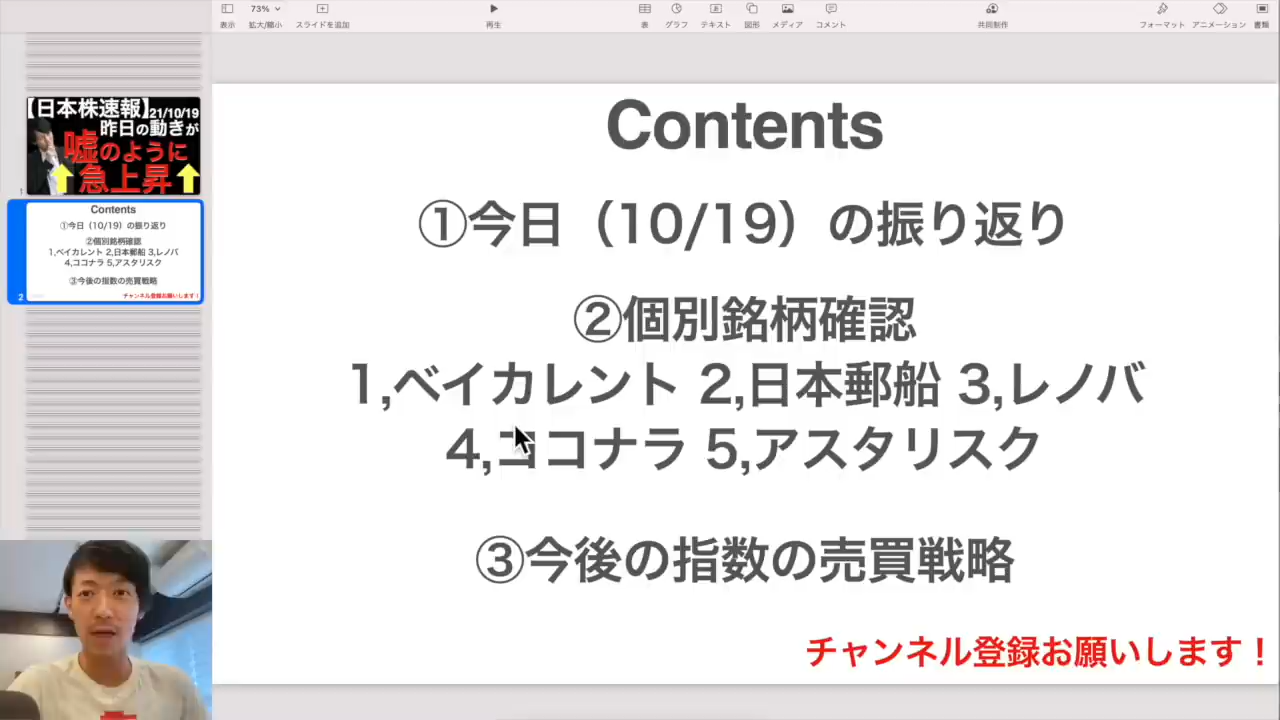 73%
表示
拡大/縮小
スライドを追加
再生
表
グラフ
テキスト
図形
メディア
コメント
共同制作
フォーマット
アニメーション
書類
【日本株速報】21/10/19
昨日の動きが
嘘のように
急上昇
1
Contents
①今日（10/19）の振り返り
②個別銘柄確認
1,ベイカレント 2,日本郵船 3,レノバ
4,ココナラ 5,アスタリスク
③今後の指数の売買戦略
チャンネル登録お願いします！
2
Contents
①今日（10/19）の振り返り
②個別銘柄確認
1,ベイカレント 2,日本郵船 3,レノバ
4,ココナラ 5,アスタリスク
③今後の指数の売買戦略
チャンネル登録お願いします！